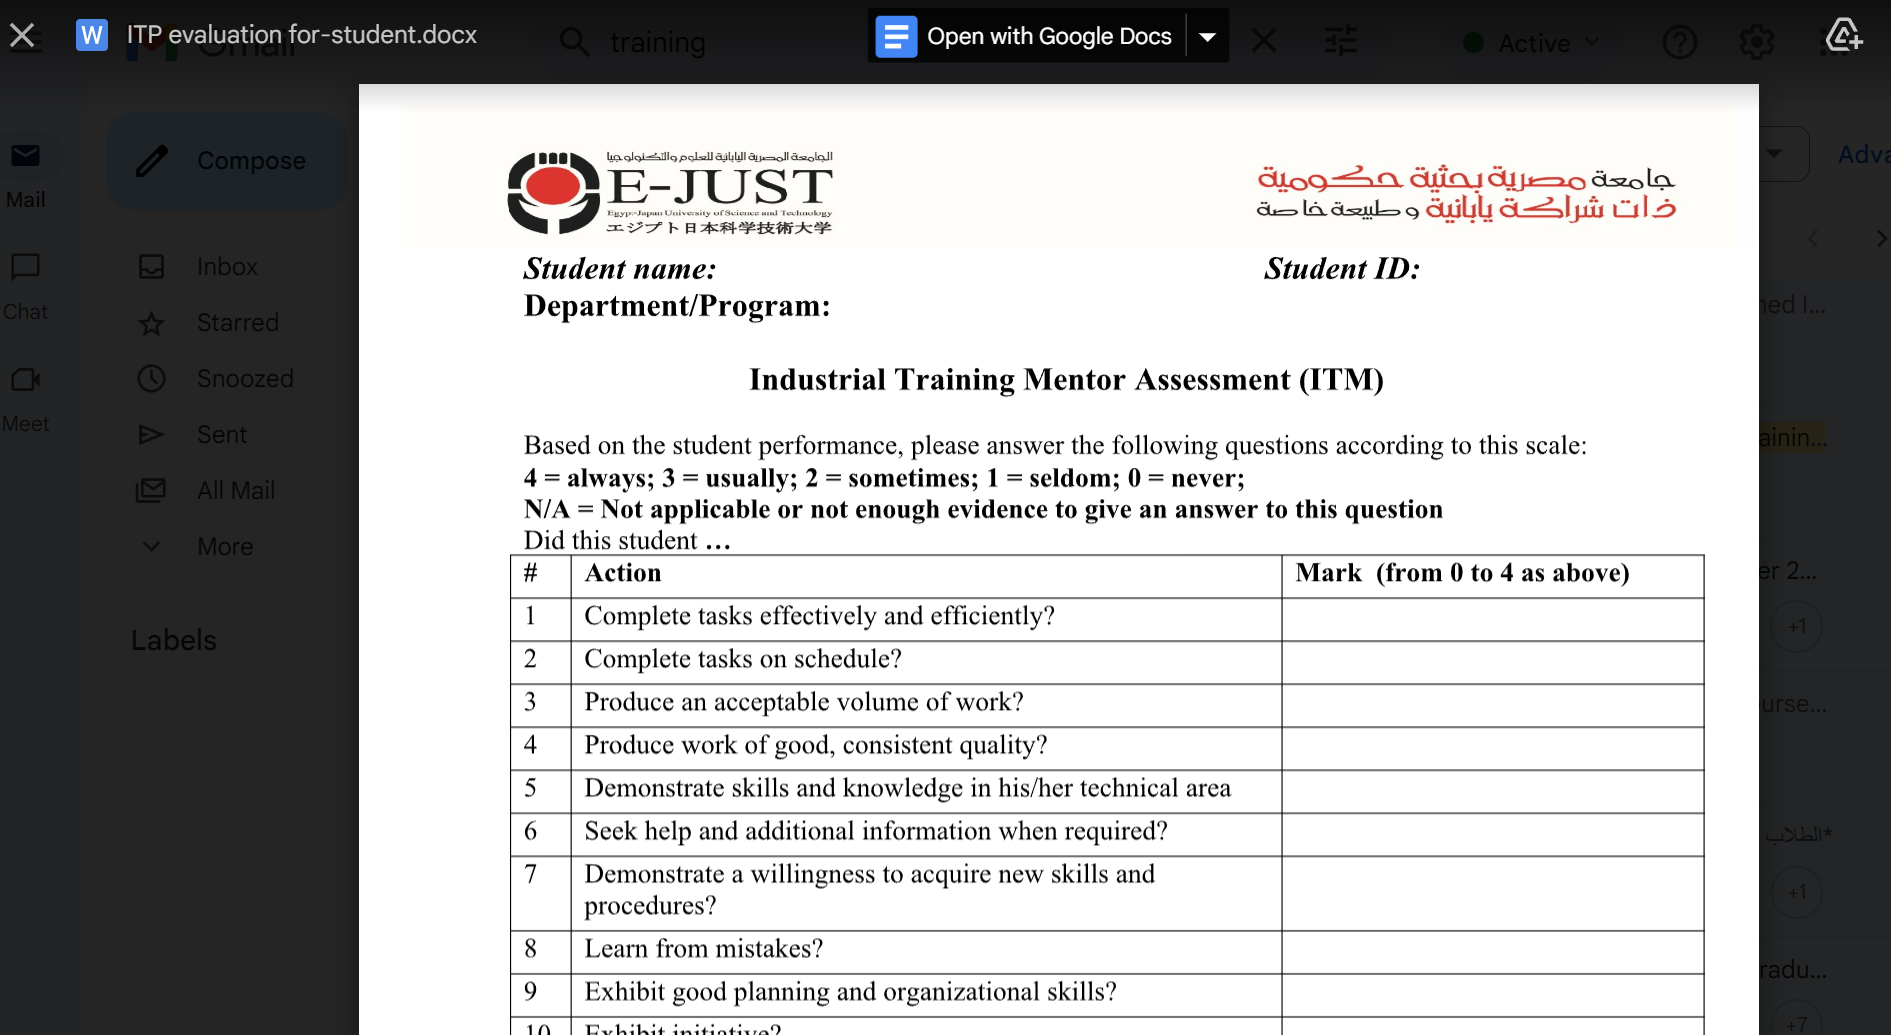 ITP evaluation for-student.docx
training
Open with Google Docs
Active
Compose
Mail
Inbox
Chat
Starred
Snoozed
Meet
Sent
All Mail
More
Labels
الجامعة المصرية اليابانية للعلوم والتكنولوجيا
E-JUST
Egypt-Japan University of Science and Technology
エジプト日本科学技術大学
جامعة مصرية بحثية حكومية
ذات شراكة يابانية و طبيعة خاصة
Student name: Student ID:
Department/Program:
Industrial Training Mentor Assessment (ITM)
Based on the student performance, please answer the following questions according to this scale:
4 = always; 3 = usually; 2 = sometimes; 1 = seldom; 0 = never;
N/A = Not applicable or not enough evidence to give an answer to this question
Did this student ...
# Action Mark (from 0 to 4 as above)
1 Complete tasks effectively and efficiently?
2 Complete tasks on schedule?
3 Produce an acceptable volume of work?
4 Produce work of good, consistent quality?
5 Demonstrate skills and knowledge in his/her technical area
6 Seek help and additional information when required?
7 Demonstrate a willingness to acquire new skills and
procedures?
8 Learn from mistakes?
9 Exhibit good planning and organizational skills?
10 Exhibit initiative?
+1
الطلاب*
+1
+7